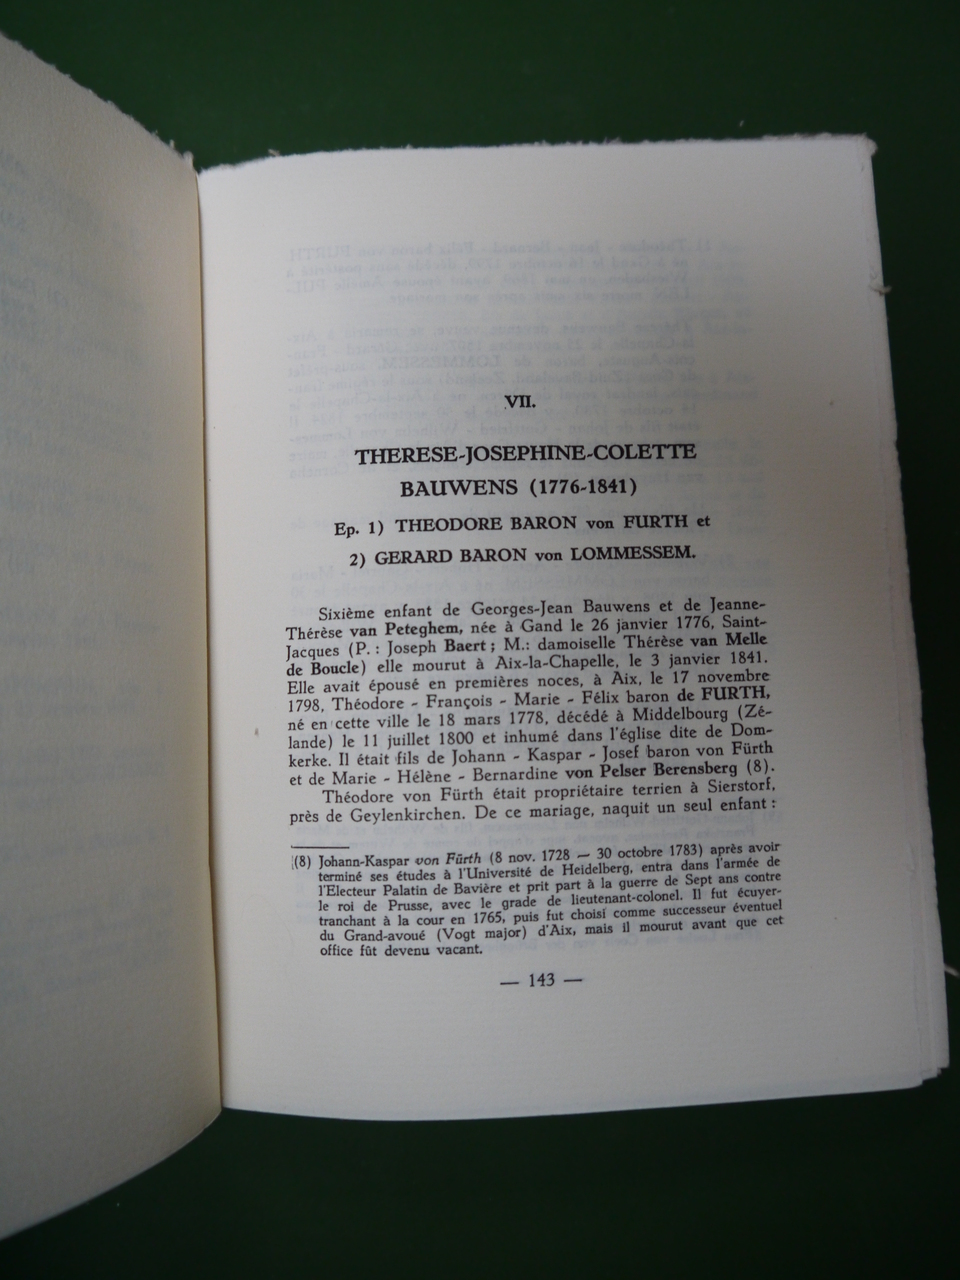 VII.
THERESE-JOSEPHINE-COLETTE
BAUWENS (1776-1841)
Ep. 1) THEODORE BARON von FURTH et
2) GERARD BARON von LOMMESSEM.
Sixième enfant de Georges-Jean Bauwens et de Jeanne-
Thérèse van Peteghem, née à Gand le 26 janvier 1776, Saint-
Jacques (P. : Joseph Baert ; M.: damoiselle Thérèse van Melle
de Boucle) elle mourut à Aix-la-Chapelle, le 3 janvier 1841.
Elle avait épousé en premières noces, à Aix, le 17 novembre
1798, Théodore - François - Marie - Félix baron de FURTH,
né en cette ville le 18 mars 1778, décédé à Middelbourg (Zé-
lande) le 11 juillet 1800 et inhumé dans l'église dite de Dom-
kerke. Il était fils de Johann - Kaspar - Josef baron von Fürth
et de Marie - Hélène - Bernardine von Pelser Berensberg (8).
Théodore von Fürth était propriétaire terrien à Sierstorf,
près de Geylenkirchen. De ce mariage, naquit un seul enfant :
(8) Johann-Kaspar von Fürth (8 nov. 1728 — 30 octobre 1783) après avoir
terminé ses études à l'Université de Heidelberg, entra dans l'armée de
l'Electeur Palatin de Bavière et prit part à la guerre de Sept ans contre
le roi de Prusse, avec le grade de lieutenant-colonel. Il fut écuyer-
tranchant à la cour en 1765, puis fut choisi comme successeur éventuel
du Grand-avoué (Vogt major) d'Aix, mais il mourut avant que cet
office fût devenu vacant.
— 143 —